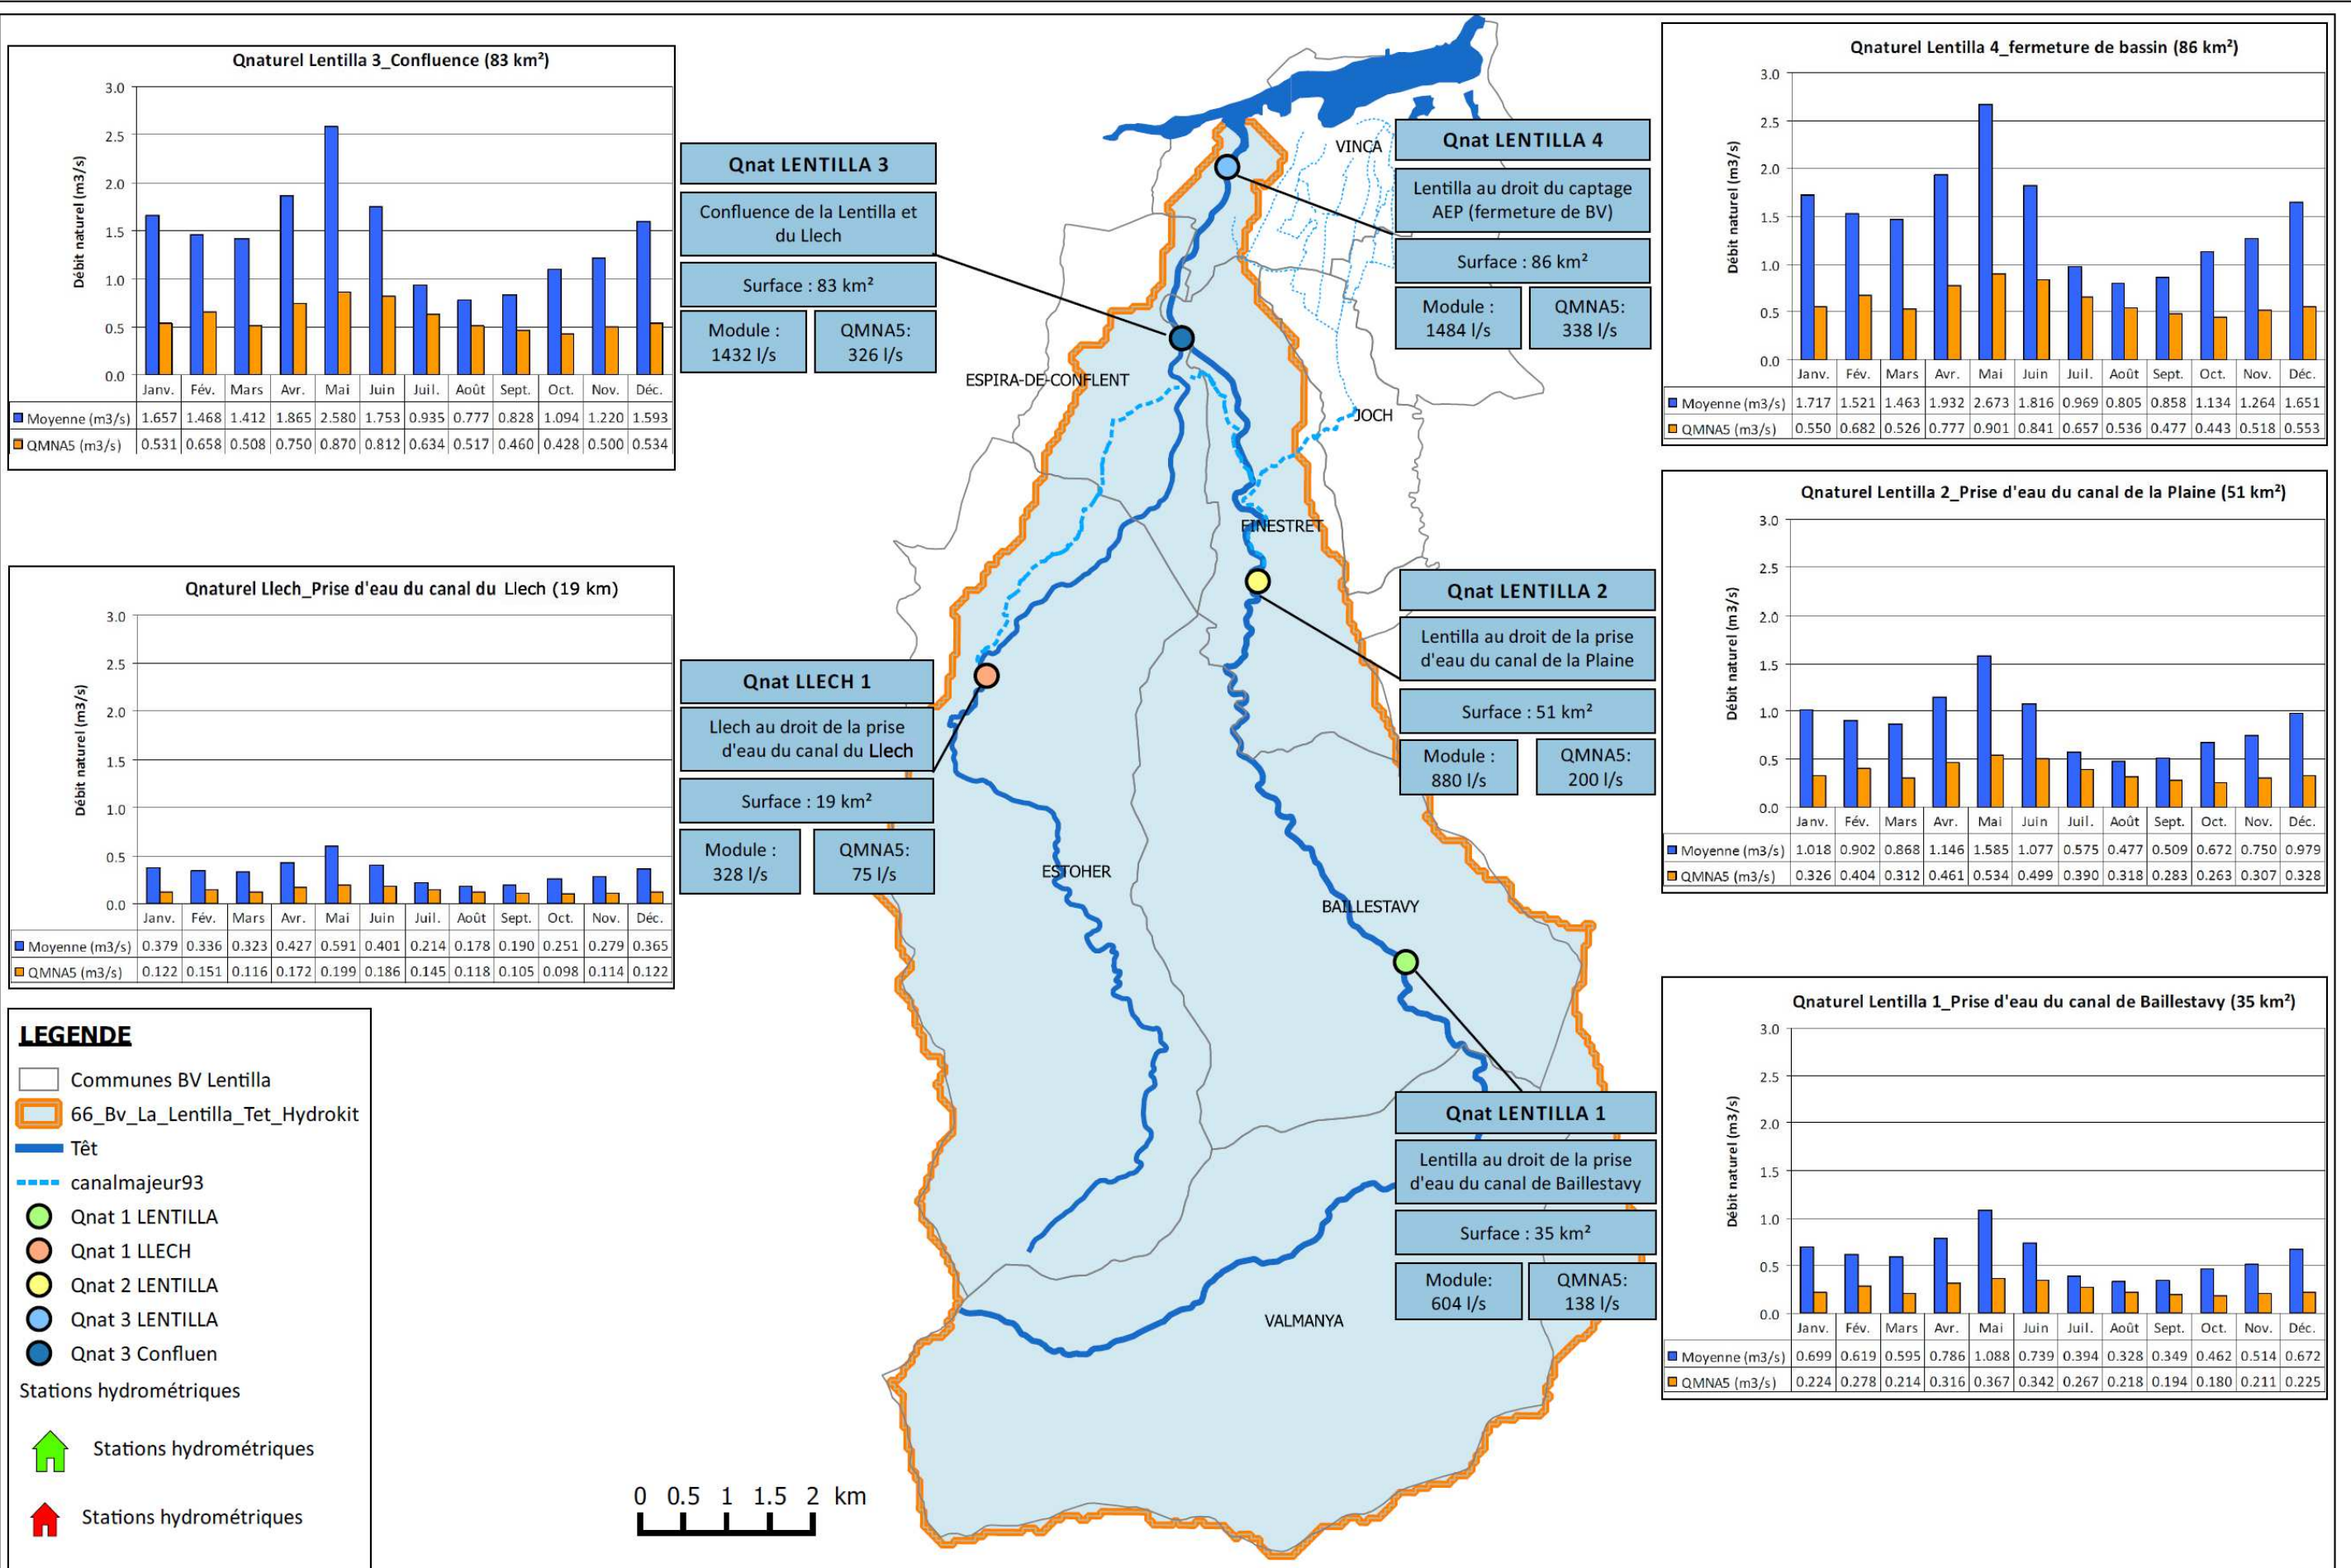 Qnaturel Lentilla 3_Confluence (83 km²)
Débit naturel (m3/s)
3.0
2.5
2.0
1.5
1.0
0.5
0.0
Janv. Fév. Mars Avr. Mai Juin Juil. Août Sept. Oct. Nov. Déc.
Moyenne (m3/s) 1.657 1.468 1.412 1.865 2.580 1.753 0.935 0.777 0.828 1.094 1.220 1.593
QMNA5 (m3/s) 0.531 0.658 0.508 0.750 0.870 0.812 0.634 0.517 0.460 0.428 0.500 0.534
Qnaturel Llech_Prise d'eau du canal du Llech (19 km)
Débit naturel (m3/s)
3.0
2.5
2.0
1.5
1.0
0.5
0.0
Janv. Fév. Mars Avr. Mai Juin Juil. Août Sept. Oct. Nov. Déc.
Moyenne (m3/s) 0.379 0.336 0.323 0.427 0.591 0.401 0.214 0.178 0.190 0.251 0.279 0.365
QMNA5 (m3/s) 0.122 0.151 0.116 0.172 0.199 0.186 0.145 0.118 0.105 0.098 0.114 0.122
LEGENDE
Communes BV Lentilla
66_Bv_La_Lentilla_Tet_Hydrokit
Têt
canalmajeur93
Qnat 1 LENTILLA
Qnat 1 LLECH
Qnat 2 LENTILLA
Qnat 3 LENTILLA
Qnat 3 Confluen
Stations hydrométriques
Stations hydrométriques
Stations hydrométriques
Qnat LENTILLA 3
Confluence de la Lentilla et
du Llech
Surface : 83 km²
Module :
1432 l/s
QMNA5:
326 l/s
Qnat LLECH 1
Llech au droit de la prise
d'eau du canal du Llech
Surface : 19 km²
Module :
328 l/s
QMNA5:
75 l/s
VINCA
ESPIRA-DE-CONFLENT
JOCH
FINESTRET
ESTOHER
BAILLESTAVY
VALMANYA
0 0.5 1 1.5 2 km
Qnat LENTILLA 4
Lentilla au droit du captage
AEP (fermeture de BV)
Surface : 86 km²
Module :
1484 l/s
QMNA5:
338 l/s
Qnat LENTILLA 2
Lentilla au droit de la prise
d'eau du canal de la Plaine
Surface : 51 km²
Module :
880 l/s
QMNA5:
200 l/s
Qnat LENTILLA 1
Lentilla au droit de la prise
d'eau du canal de Baillestavy
Surface : 35 km²
Module:
604 l/s
QMNA5:
138 l/s
Qnaturel Lentilla 4_fermeture de bassin (86 km²)
Débit naturel (m3/s)
3.0
2.5
2.0
1.5
1.0
0.5
0.0
Janv. Fév. Mars Avr. Mai Juin Juil. Août Sept. Oct. Nov. Déc.
Moyenne (m3/s) 1.717 1.521 1.463 1.932 2.673 1.816 0.969 0.805 0.858 1.134 1.264 1.651
QMNA5 (m3/s) 0.550 0.682 0.526 0.777 0.901 0.841 0.657 0.536 0.477 0.443 0.518 0.553
Qnaturel Lentilla 2_Prise d'eau du canal de la Plaine (51 km²)
Débit naturel (m3/s)
3.0
2.5
2.0
1.5
1.0
0.5
0.0
Janv. Fév. Mars Avr. Mai Juin Juil. Août Sept. Oct. Nov. Déc.
Moyenne (m3/s) 1.018 0.902 0.868 1.146 1.585 1.077 0.575 0.477 0.509 0.672 0.750 0.979
QMNA5 (m3/s) 0.326 0.404 0.312 0.461 0.534 0.499 0.390 0.318 0.283 0.263 0.307 0.328
Qnaturel Lentilla 1_Prise d'eau du canal de Baillestavy (35 km²)
Débit naturel (m3/s)
3.0
2.5
2.0
1.5
1.0
0.5
0.0
Janv. Fév. Mars Avr. Mai Juin Juil. Août Sept. Oct. Nov. Déc.
Moyenne (m3/s) 0.699 0.619 0.595 0.786 1.088 0.739 0.394 0.328 0.349 0.462 0.514 0.672
QMNA5 (m3/s) 0.224 0.278 0.214 0.316 0.367 0.342 0.267 0.218 0.194 0.180 0.211 0.225